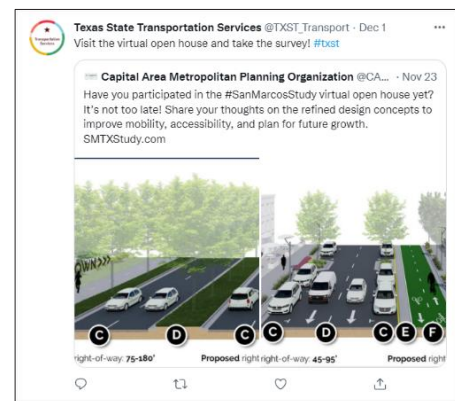 Texas State Transportation Services @TXST_Transport · Dec 1
Visit the virtual open house and take the survey! #txst
Capital Area Metropolitan Planning Organization @CA... · Nov 23
Have you participated in the #SanMarcosStudy virtual open house yet?
It's not too late! Share your thoughts on the refined design concepts to
improve mobility, accessibility, and plan for future growth.
SMTXStudy.com
OWN>>>
C D C C D C E F
right-of-way: 75-180' Proposed right right-of-way: 45-95' Proposed right